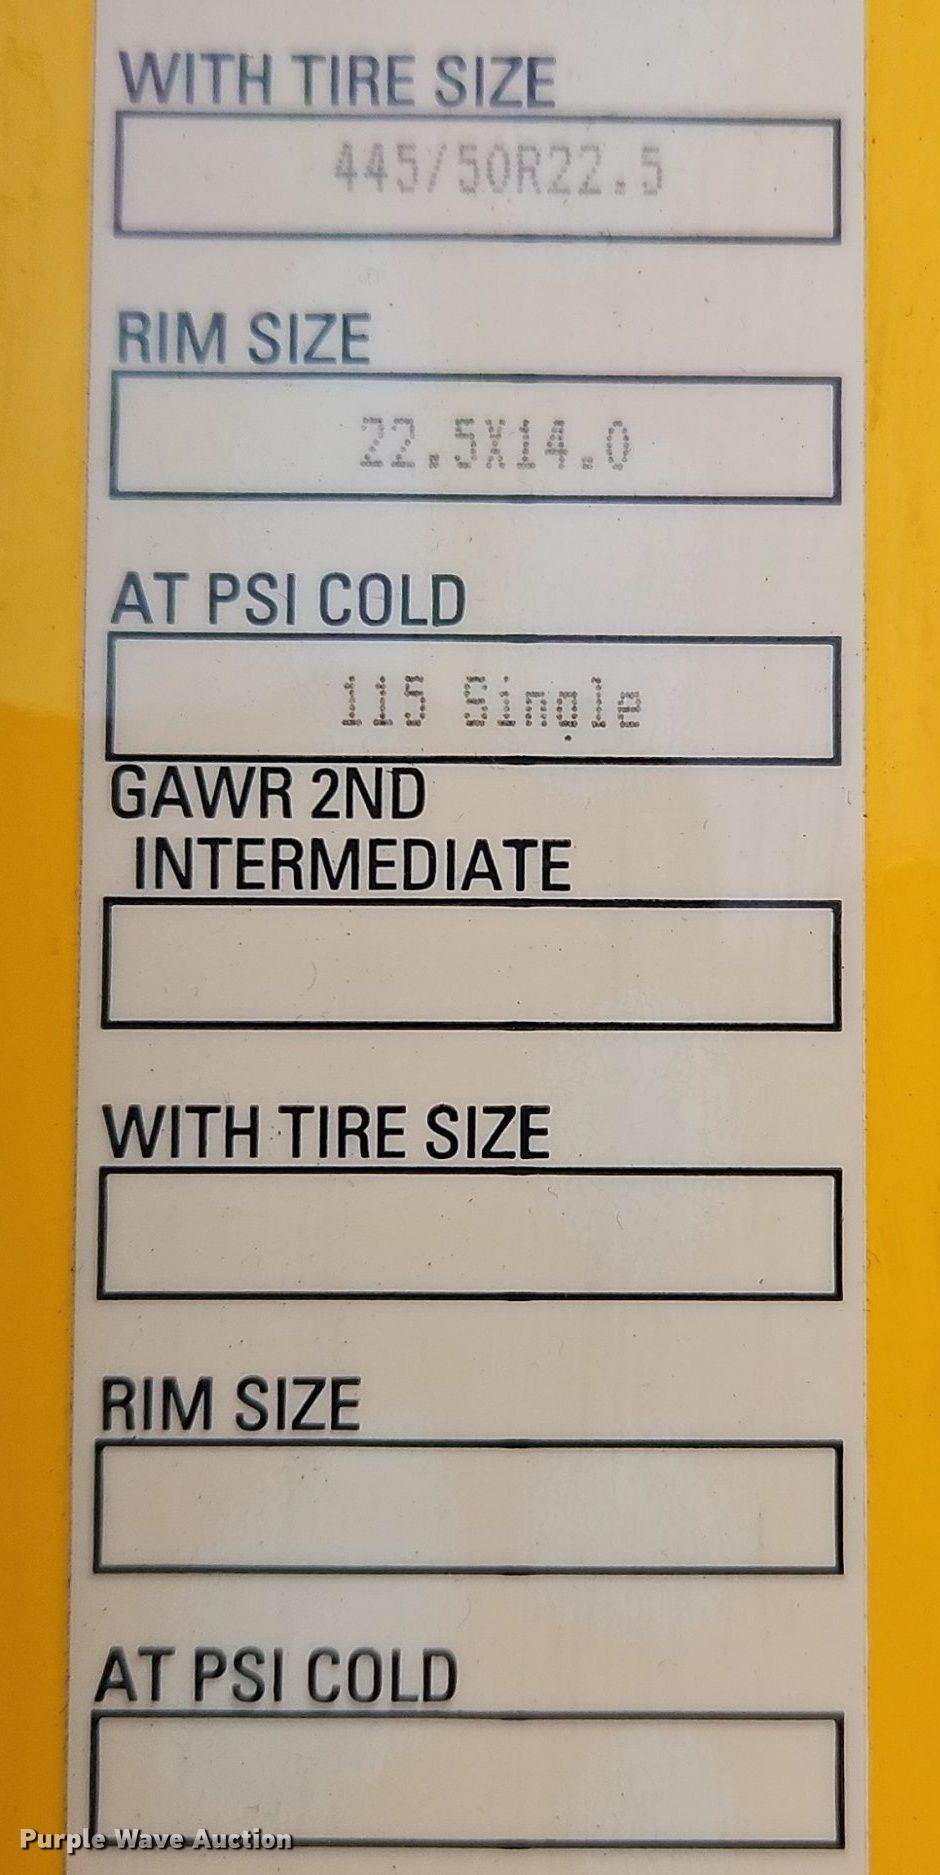 WITH TIRE SIZE
445/50R22.5
RIM SIZE
22.5X14.0
AT PSI COLD
115 Single
GAWR 2ND
INTERMEDIATE
WITH TIRE SIZE
RIM SIZE
AT PSI COLD
Purple Wave Auction